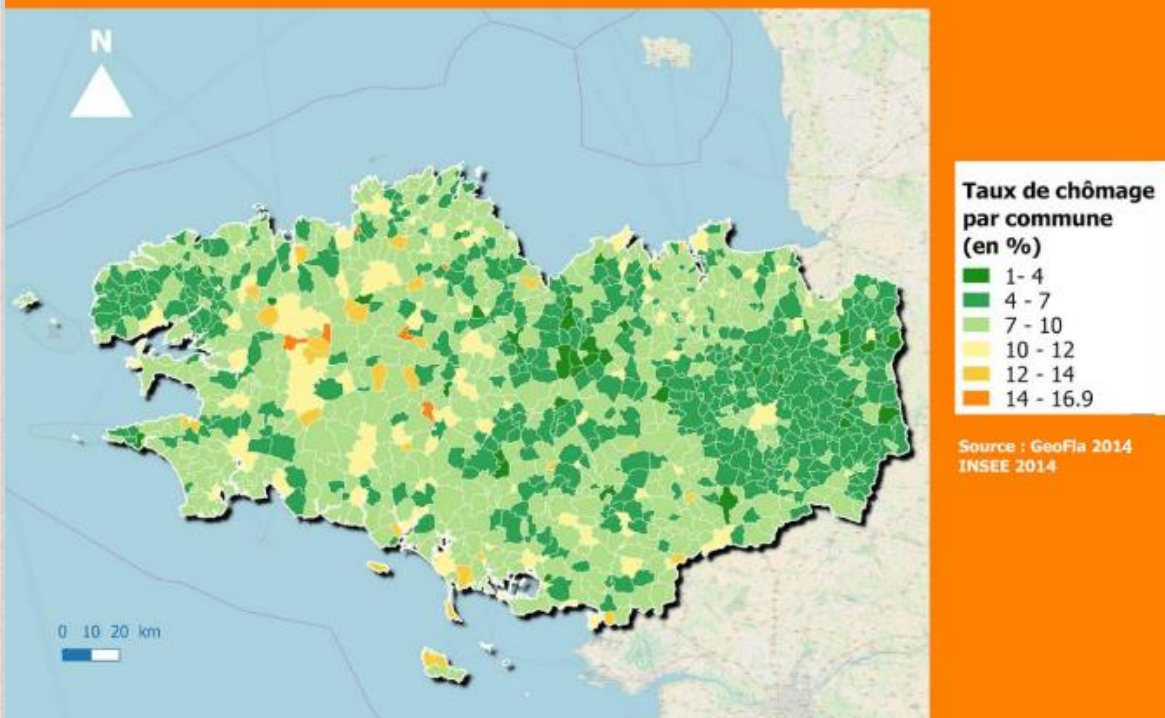 N
Taux de chômage
par commune
(en %)
1- 4
4 - 7
7 - 10
10 - 12
12 - 14
14 - 16.9
Source : GeoFla 2014
INSEE 2014
0 10 20 km